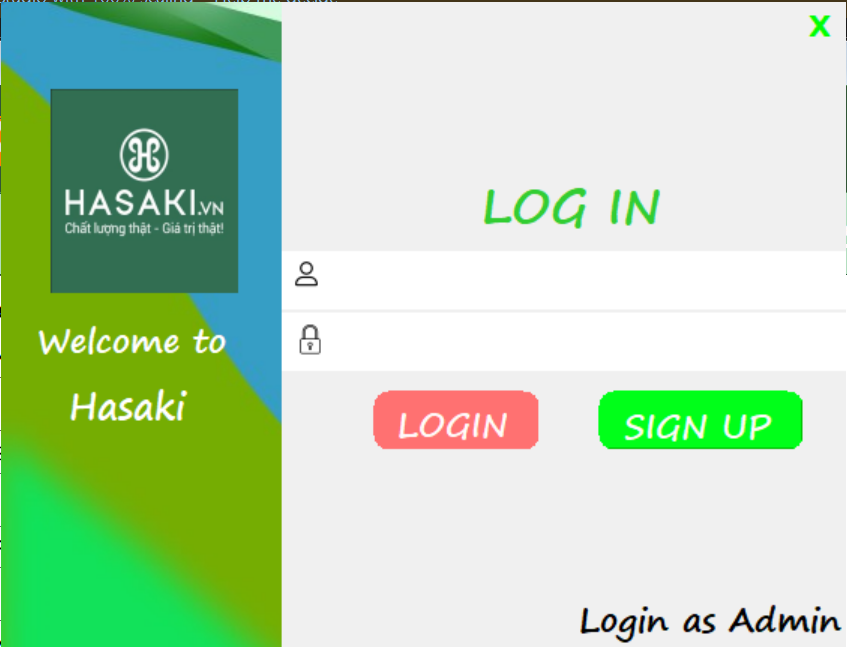 X
HASAKI.VN
Chất lượng thật - Giá trị thật!
Welcome to
Hasaki
LOG IN
LOGIN
SIGN UP
Login as Admin